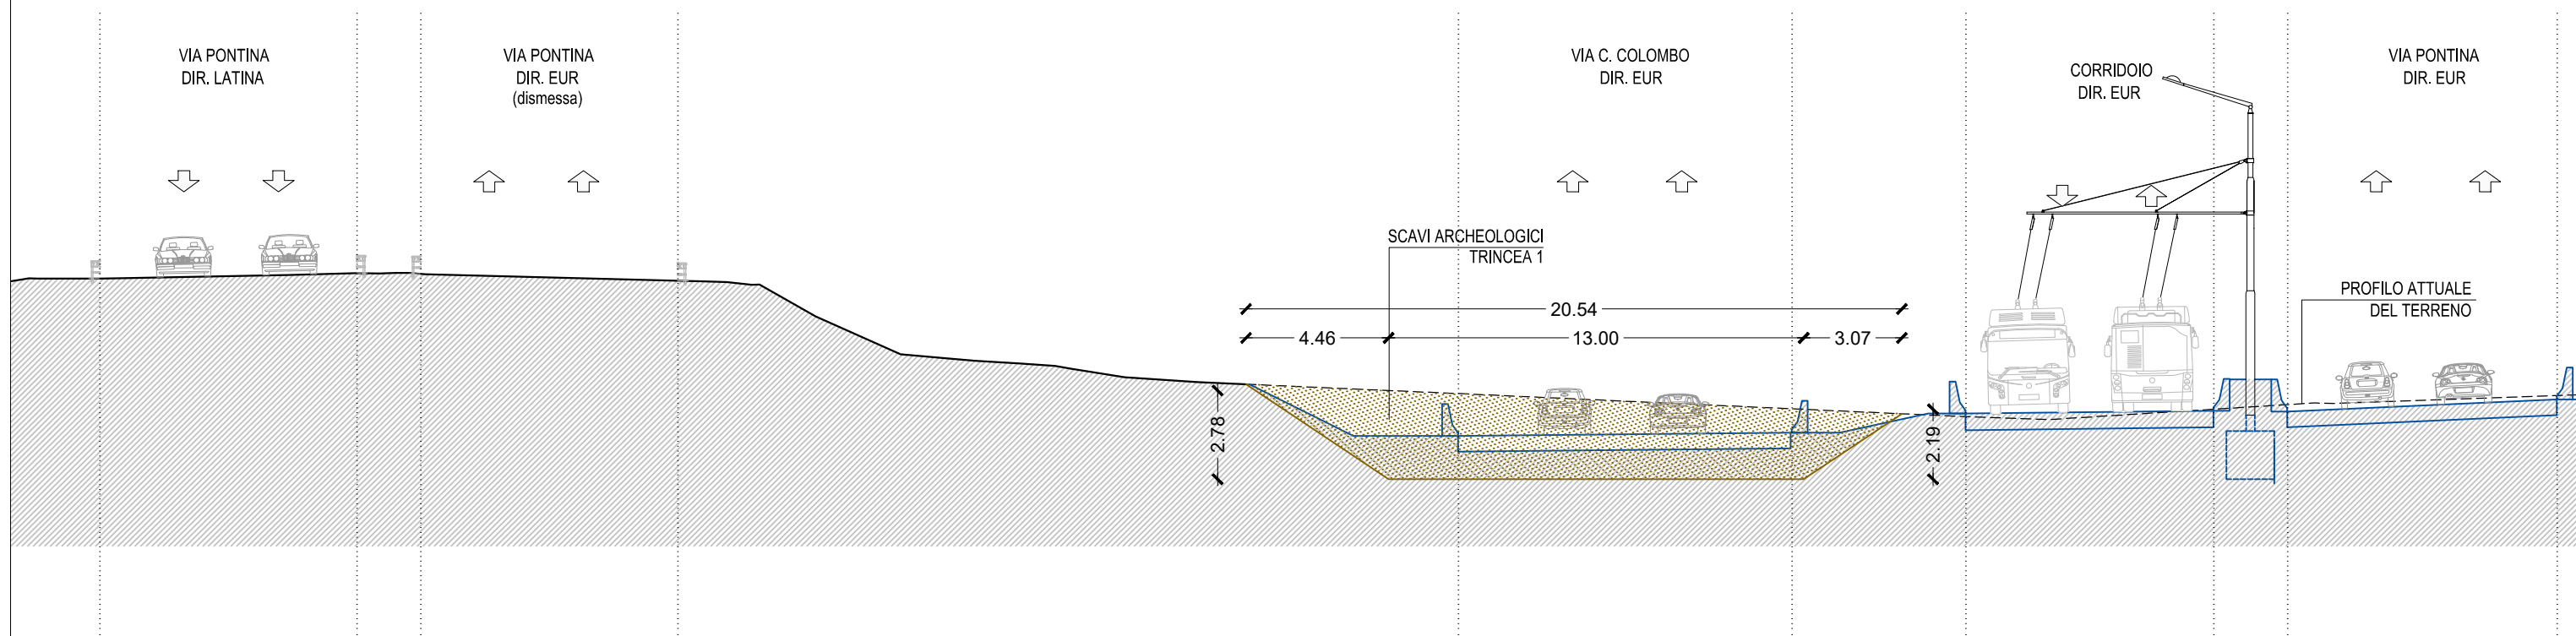 VIA PONTINA
DIR. LATINA
VIA PONTINA
DIR. EUR
(dismessa)
VIA C. COLOMBO
DIR. EUR
CORRIDOIO
DIR. EUR
VIA PONTINA
DIR. EUR
SCAVI ARCHEOLOGICI
TRINCEA 1
PROFILO ATTUALE
DEL TERRENO
20.54
4.46
13.00
3.07
2.78
2.19